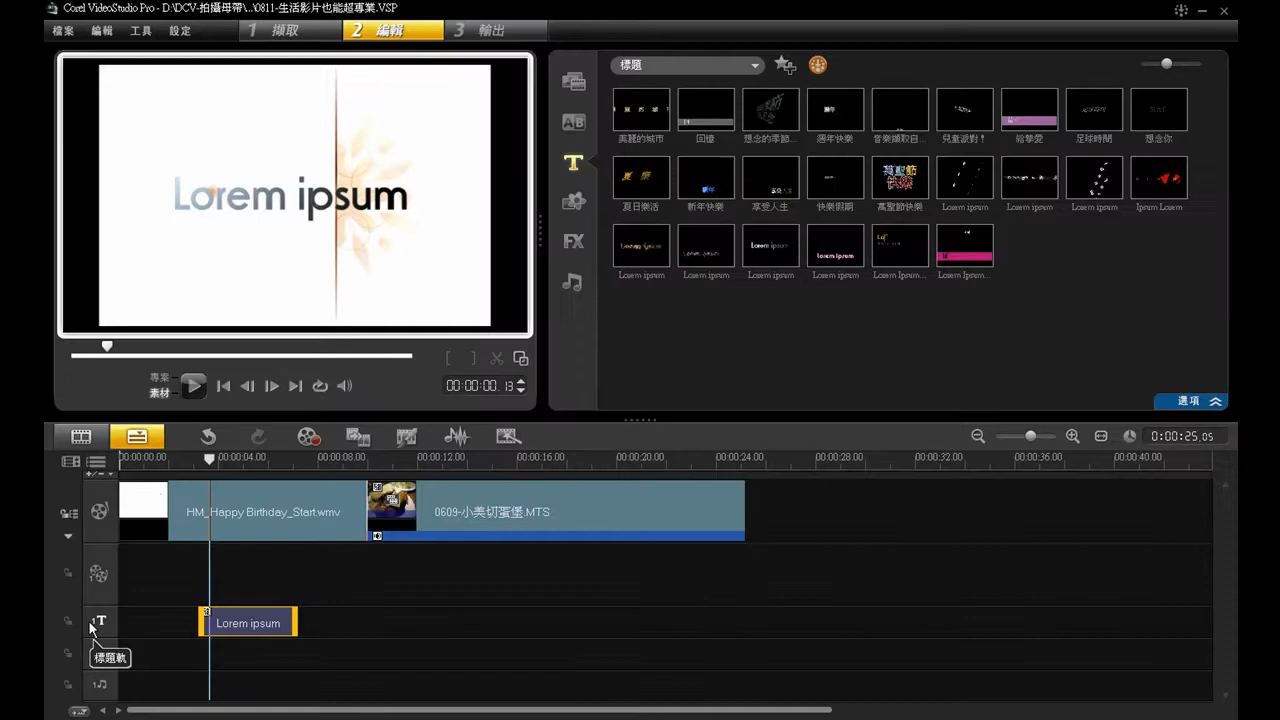 Corel VideoStudio Pro - D:\DCV-拍攝帶帶\...\0811-生活影片也能超專業.VSP
檔案 編輯 工具 設定 1 擷取 2 編輯 3 輸出
標題
Lorem ipsum
美麗的城市 回憶 想念的季節... 週年快樂 音樂擷取自... 兒童派對！ 給摯愛 足球時間 想念你
夏日樂活 新年快樂 享受人生 快樂假期 萬聖節快樂 Lorem ipsum Lorem ipsum Lorem ipsum Ipsum Lorem
Lorem ipsum Lorem ipsum Lorem ipsum Lorem ipsum Lorem Ipsum... Lorem Ipsum...
專案
素材
00:00:00. 13
選項
0:00:25.05
00:00:00.00 00:00:04.00 00:00:08.00 00:00:12.00 00:00:16.00 00:00:20.00 00:00:24.00 00:00:28.00 00:00:32.00 00:00:36.00 00:00:40.00
HM_Happy Birthday_Start.wmv 0609-小美切蛋堡.MTS
Lorem ipsum
標題軌